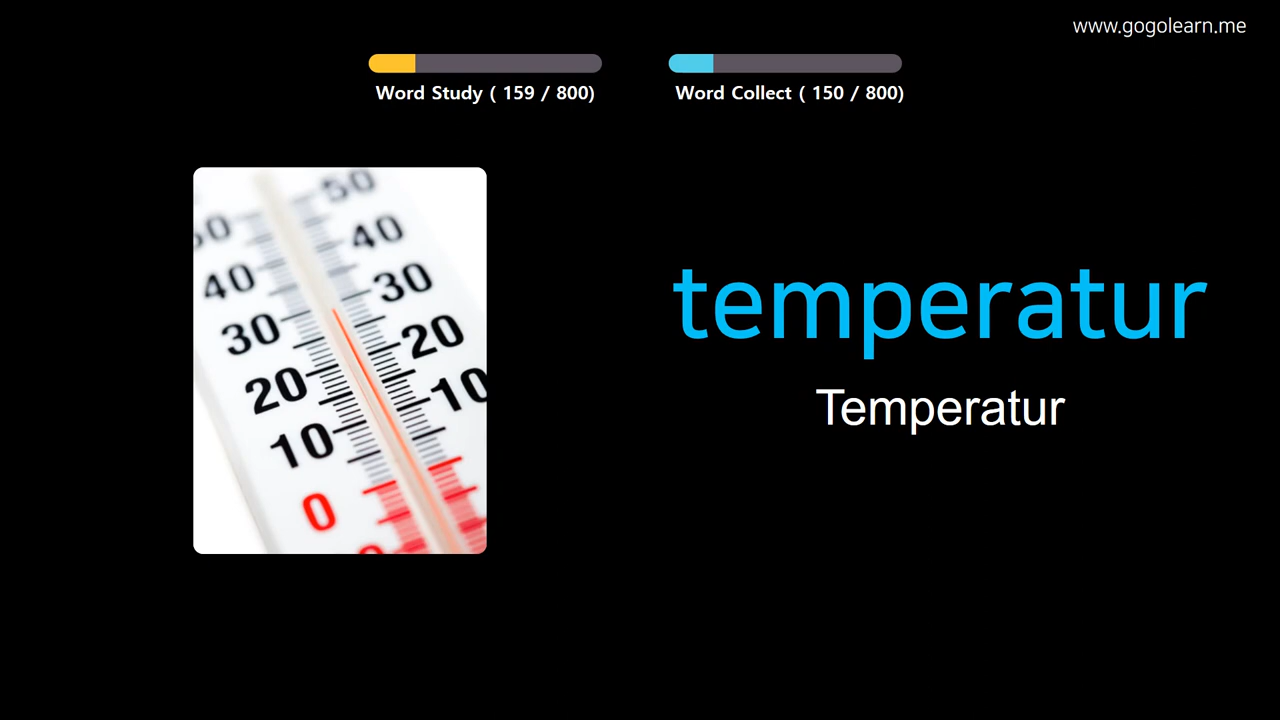 www.gogolearn.me
Word Study ( 159 / 800)
Word Collect ( 150 / 800)
50
50
40
40
30
30
20
20
10
10
0
temperatur
Temperatur